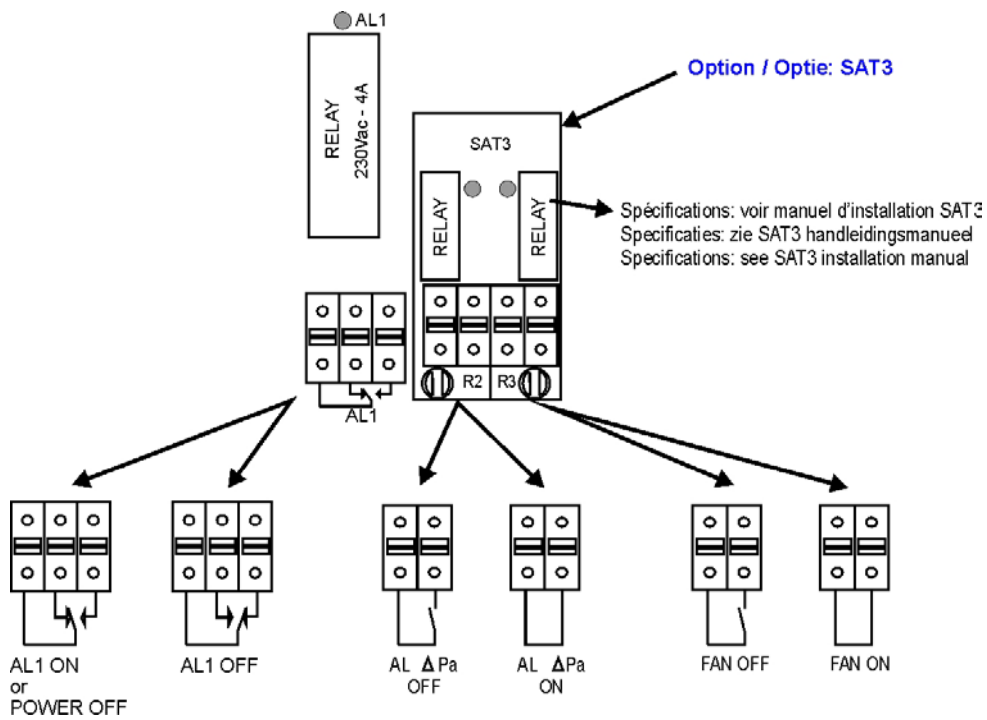 AL1
RELAY
230Vac - 4A
Option / Optie: SAT3
SAT3
RELAY
RELAY
Spécifications: voir manuel d'installation SAT3
Specificaties: zie SAT3 handleidingsmanueel
Specifications: see SAT3 installation manual
R2
R3
AL1
AL1 ON
or
POWER OFF
AL1 OFF
AL Δ Pa
OFF
AL ΔPa
ON
FAN OFF
FAN ON